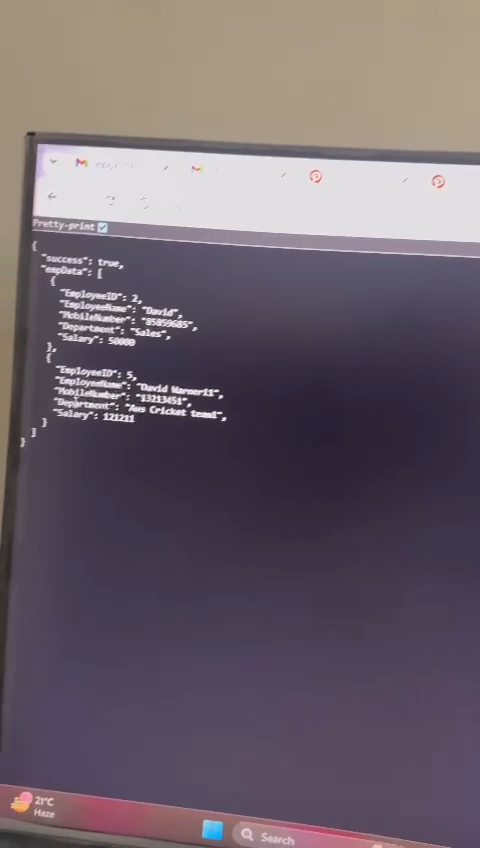 Pretty-print
{
"success": true,
"empData": [
{
"EmployeeID": 2,
"EmployeeName": "David",
"MobileNumber": "85859685",
"Department": "Sales",
"Salary": 50000
},
{
"EmployeeID": 5,
"EmployeeName": "David Warner11",
"MobileNumber": "13213451",
"Department": "Aus Cricket team1",
"Salary": 121211
}
]
}
21°C
Haze
Search